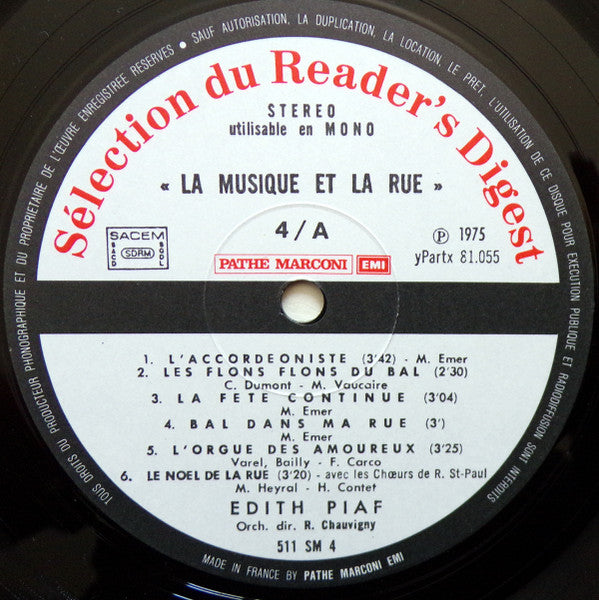 TOUS DROITS DU PRODUCTEUR PHONOGRAPHIQUE ET DU PROPRIETAIRE DE L'ŒUVRE ENREGISTREE RESERVES • SAUF AUTORISATION, LA DUPLICATION, LA LOCATION, LE PRET, L'UTILISATION DE CE DISQUE POUR EXECUTION PUBLIQUE ET RADIODIFFUSION SONT INTERDITS
Sélection du Reader's Digest
STEREO
utilisable en MONO
« LA MUSIQUE ET LA RUE »
4/A
SACEM
SACD SDRM SGDL
PATHE MARCONI EMI
Ⓟ 1975
yPartx 81.055
1. L'ACCORDEONISTE (3'42) - M. Emer
2. LES FLONS FLONS DU BAL (2'30)
C. Dumont - M. Vaucaire
3. LA FETE CONTINUE (3'04)
M. Emer
4. BAL DANS MA RUE (3')
M. Emer
5. L'ORGUE DES AMOUREUX (3'25)
Varel, Bailly - F. Carco
6. LE NOEL DE LA RUE (3'20) - avec les Chœurs de R. St-Paul
M. Heyral - H. Contet
EDITH PIAF
Orch. dir. R. Chauvigny
511 SM 4
MADE IN FRANCE BY PATHE MARCONI EMI